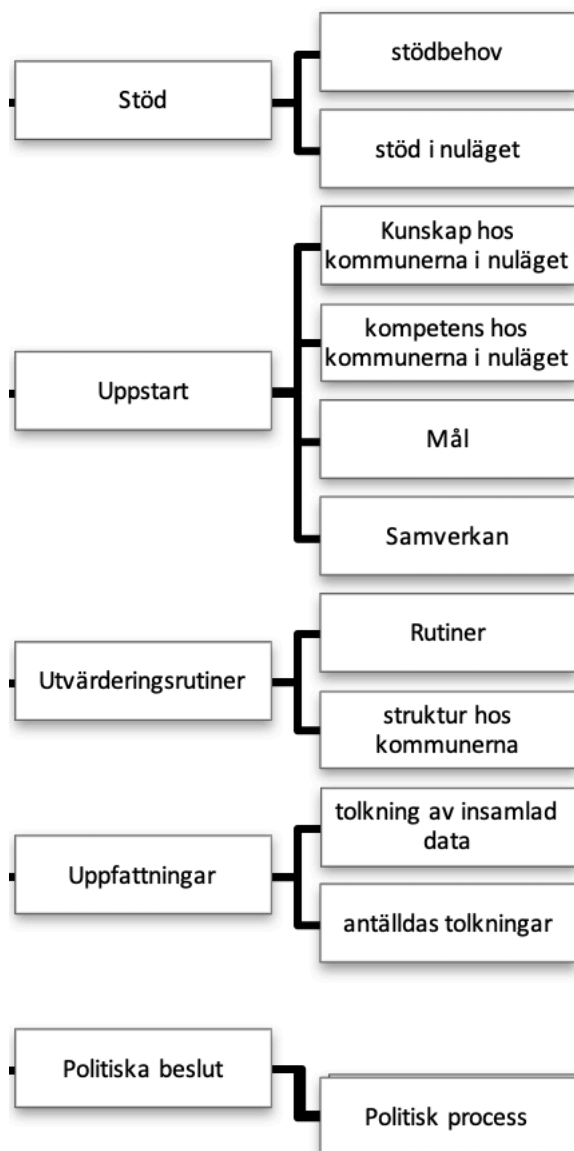 Stöd
stödbehov
stöd i nuläget
Uppstart
Kunskap hos
kommunerna i nuläget
kompetens hos
kommunerna i nuläget
Mål
Samverkan
Utvärderingsrutiner
Rutiner
struktur hos
kommunerna
Uppfattningar
tolkning av insamlad
data
antälldas tolkningar
Politiska beslut
Politisk process